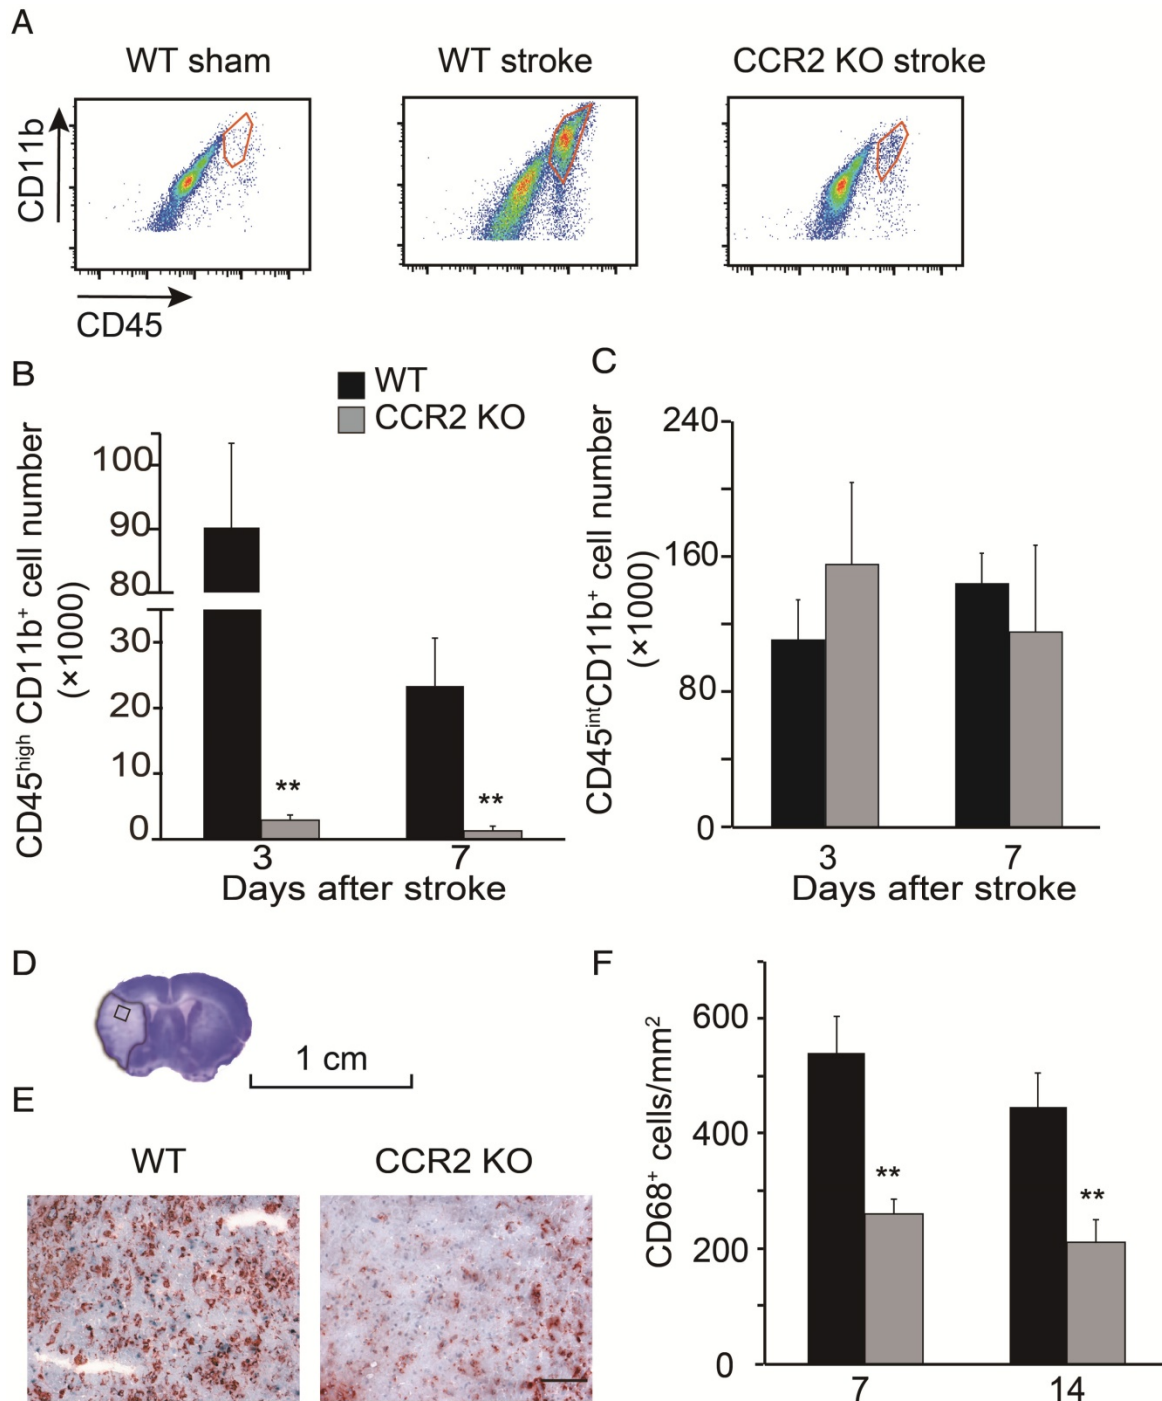 A
WT sham
WT stroke
CCR2 KO stroke
CD11b
CD45
B
WT
CCR2 KO
CD45high CD11b+ cell number
(×1000)
100
90
80
30
20
10
0
**
**
3
7
Days after stroke
C
CD45intCD11b+ cell number
(×1000)
240
160
80
0
3
7
Days after stroke
D
1 cm
E
WT
CCR2 KO
F
CD68+ cells/mm2
600
400
200
0
**
**
7
14